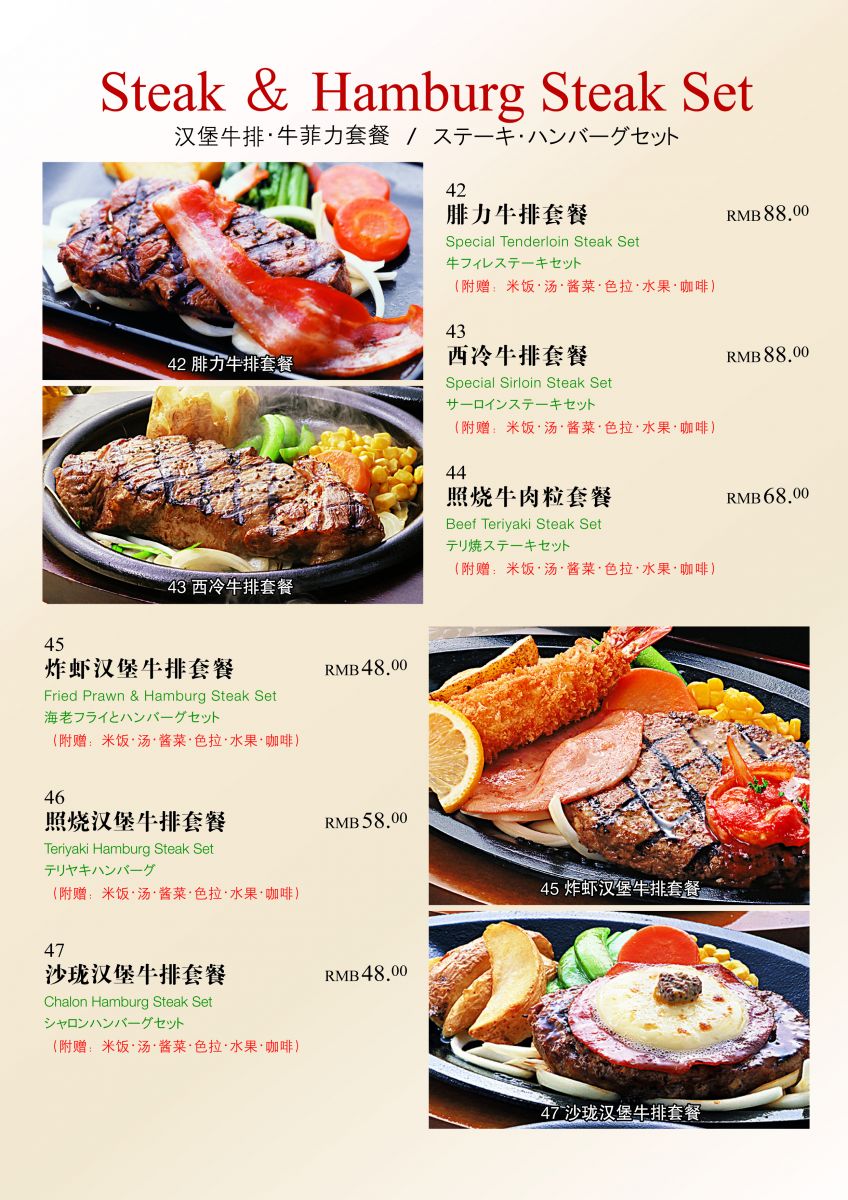 Steak & Hamburg Steak Set
汉堡牛排·牛菲力套餐 / ステーキ·ハンバーグセット
42 腓力牛排套餐
43 西冷牛排套餐
42
腓力牛排套餐 RMB88.00
Special Tenderloin Steak Set
牛フィレステーキセット
（附赠：米饭·汤·酱菜·色拉·水果·咖啡）
43
西冷牛排套餐 RMB88.00
Special Sirloin Steak Set
サーロインステーキセット
（附赠：米饭·汤·酱菜·色拉·水果·咖啡）
44
照烧牛肉粒套餐 RMB68.00
Beef Teriyaki Steak Set
テリ焼ステーキセット
（附赠：米饭·汤·酱菜·色拉·水果·咖啡）
45
炸虾汉堡牛排套餐 RMB48.00
Fried Prawn & Hamburg Steak Set
海老フライとハンバーグセット
（附赠：米饭·汤·酱菜·色拉·水果·咖啡）
46
照烧汉堡牛排套餐 RMB58.00
Teriyaki Hamburg Steak Set
テリヤキハンバーグ
（附赠：米饭·汤·酱菜·色拉·水果·咖啡）
47
沙珑汉堡牛排套餐 RMB48.00
Chalon Hamburg Steak Set
シャロンハンバーグセット
（附赠：米饭·汤·酱菜·色拉·水果·咖啡）
45 炸虾汉堡牛排套餐
47 沙珑汉堡牛排套餐